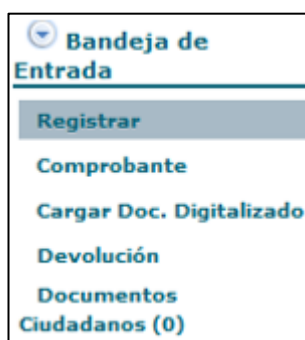 Bandeja de
Entrada
Registrar
Comprobante
Cargar Doc. Digitalizado
Devolución
Documentos
Ciudadanos (0)